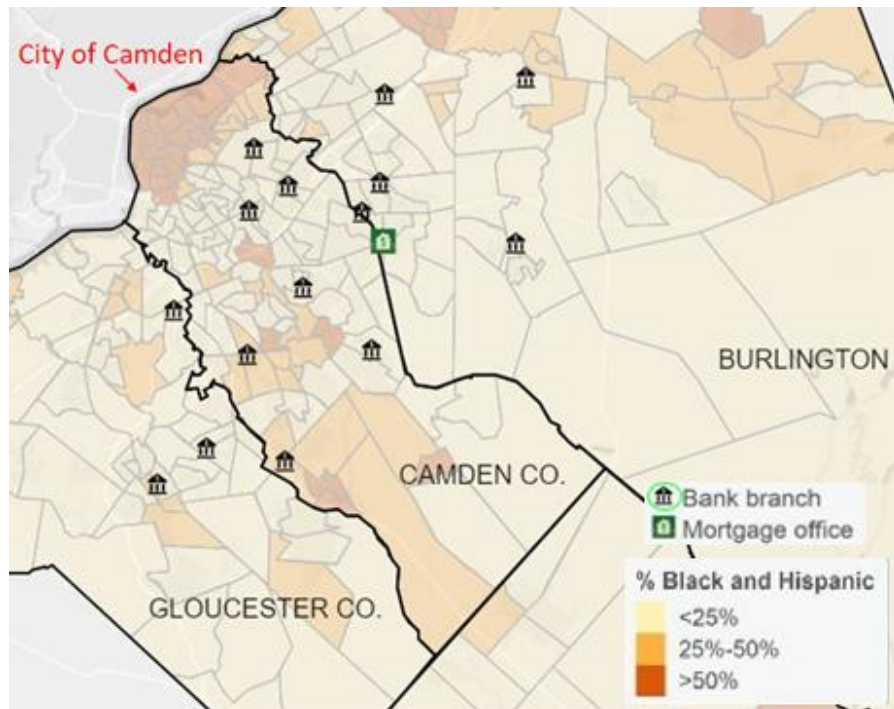 City of Camden
BURLINGTON
CAMDEN CO.
GLOUCESTER CO.
Bank branch
Mortgage office
% Black and Hispanic
<25%
25%-50%
>50%